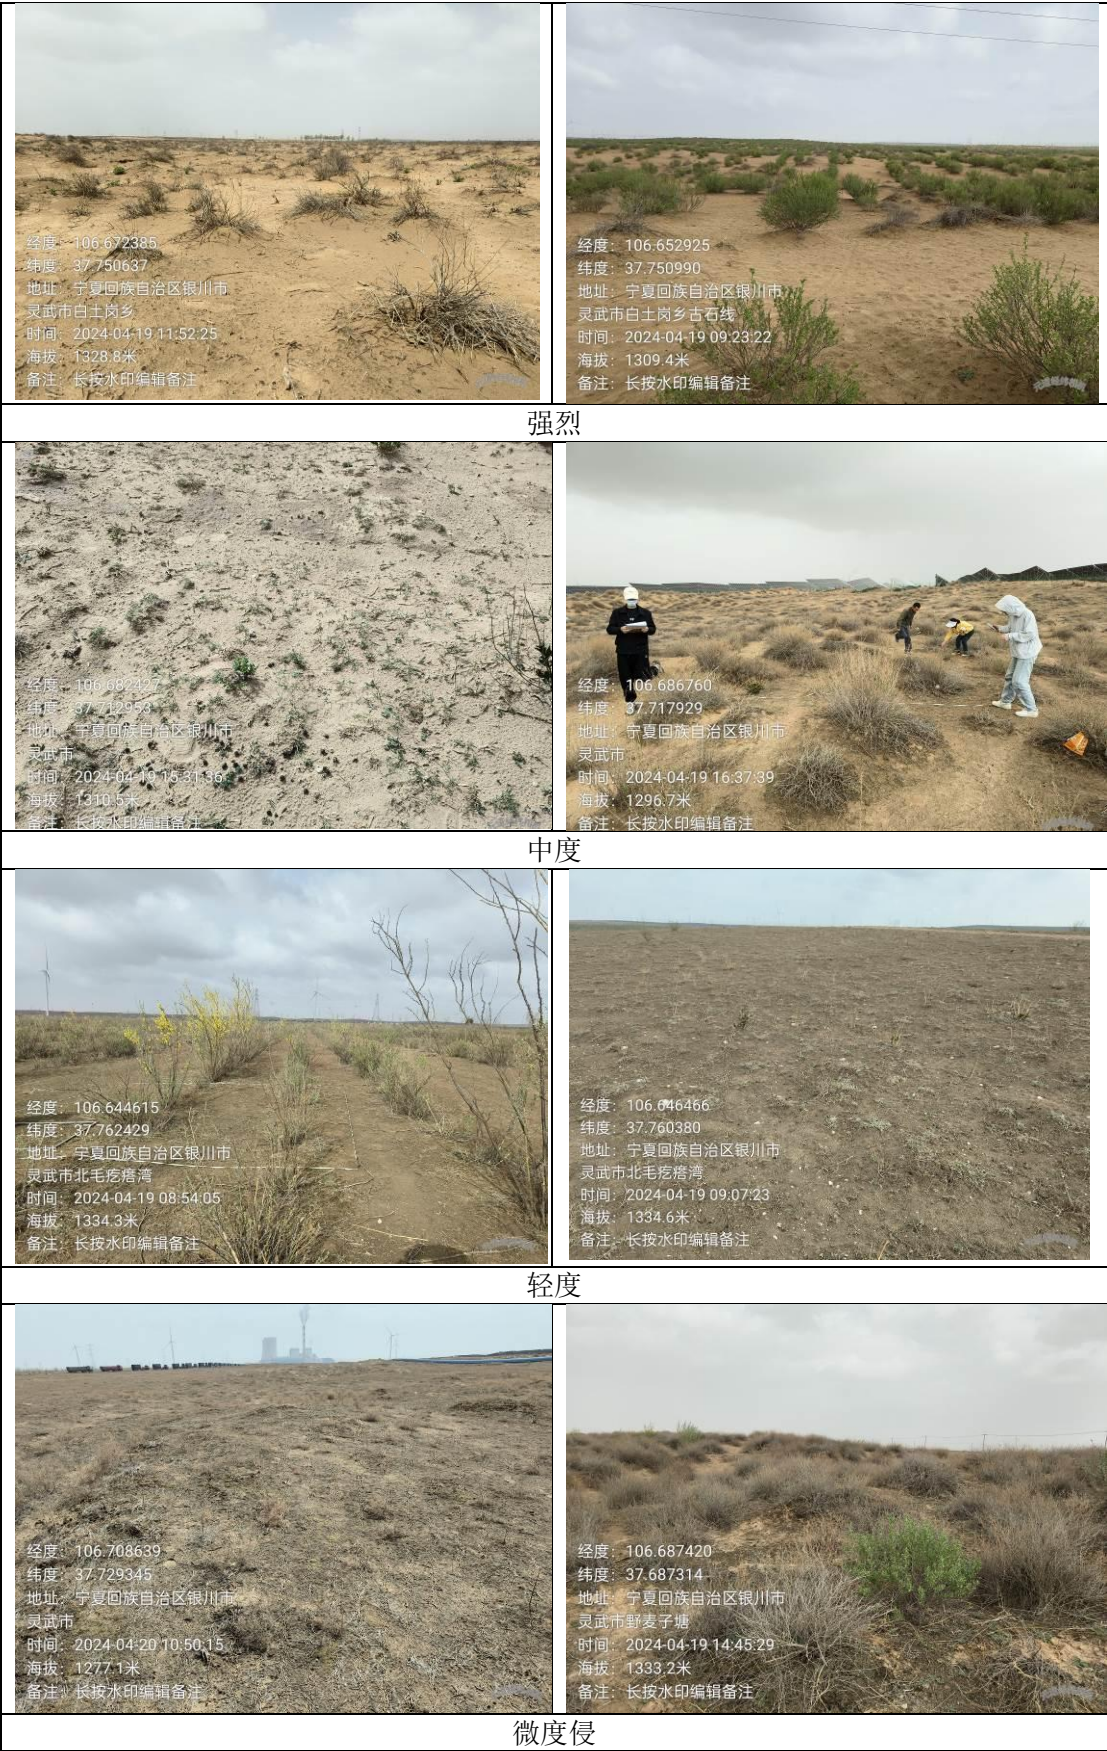 经度：106.672385
纬度：37.750637
地址：宁夏回族自治区银川市
灵武市白土岗乡
时间：2024-04-19 11:52:25
海拔：1328.8米
备注：长按水印编辑备注
经度：106.652925
纬度：37.750990
地址：宁夏回族自治区银川市
灵武市白土岗乡古石线
时间：2024-04-19 09:23:22
海拔：1309.4米
备注：长按水印编辑备注
强烈
经度：106.682427
纬度：37.712953
地址：宁夏回族自治区银川市
灵武市
时间：2024-04-19 15:31:36
海拔：1310.5米
备注：长按水印编辑备注
经度：106.686760
纬度：37.717929
地址：宁夏回族自治区银川市
灵武市
时间：2024-04-19 16:37:39
海拔：1296.7米
备注：长按水印编辑备注
中度
经度：106.644615
纬度：37.762429
地址：宁夏回族自治区银川市
灵武市北毛疙瘩湾
时间：2024-04-19 08:54:05
海拔：1334.3米
备注：长按水印编辑备注
经度：106.646466
纬度：37.760380
地址：宁夏回族自治区银川市
灵武市北毛疙瘩湾
时间：2024-04-19 09:07:23
海拔：1334.6米
备注：长按水印编辑备注
轻度
经度：106.708639
纬度：37.729345
地址：宁夏回族自治区银川市
灵武市
时间：2024-04-20 10:50:15
海拔：1277.1米
备注：长按水印编辑备注
经度：106.687420
纬度：37.687314
地址：宁夏回族自治区银川市
灵武市野麦子塘
时间：2024-04-19 14:45:29
海拔：1333.2米
备注：长按水印编辑备注
微度侵